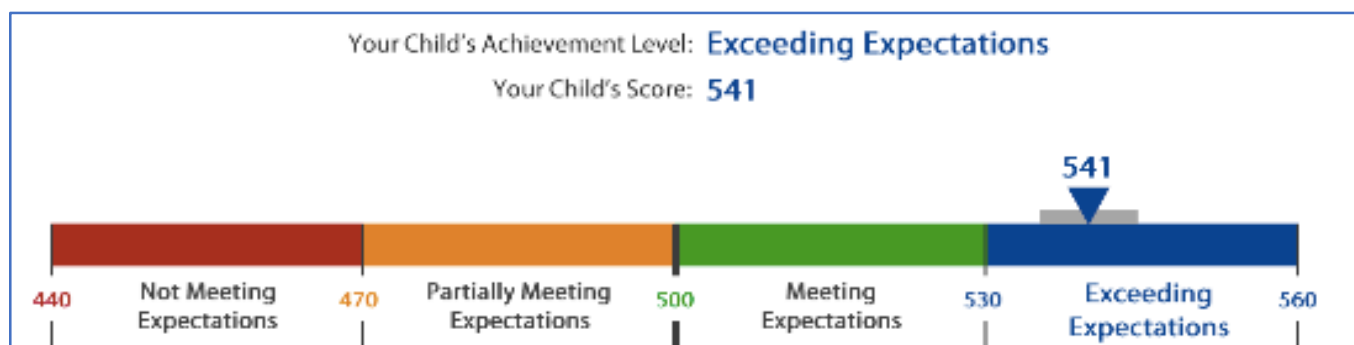 Your Child's Achievement Level: Exceeding Expectations
Your Child's Score: 541
541
440 Not Meeting Expectations 470 Partially Meeting Expectations 500 Meeting Expectations 530 Exceeding Expectations 560